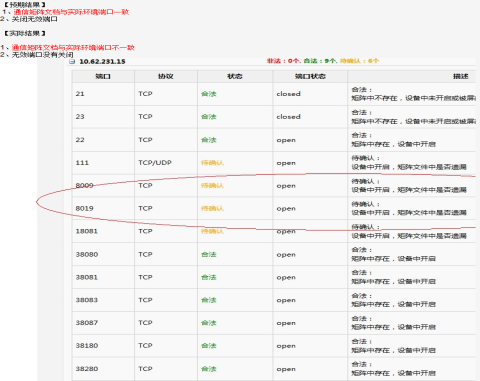 【预期结果】
1、通信矩阵文档与实际环境端口一致
2、关闭无效端口
【实际结果】
1、通信矩阵文档与实际环境端口不一致
2、无效端口没有关闭
10.62.231.15 非法：0个, 合法：9个, 待确认：6个
端口 协议 状态 端口状态 描述
21 TCP 合法 closed 合法：
矩阵中不存在，设备中未开启或被屏
23 TCP 合法 closed 合法：
矩阵中不存在，设备中未开启或被屏
22 TCP 合法 open 合法：
矩阵中存在，设备中开启
111 TCP/UDP 待确认 open 待确认：
设备中开启，矩阵文件中是否遗漏
8009 TCP 待确认 open 待确认：
设备中开启，矩阵文件中是否遗漏
8019 TCP 待确认 open 待确认：
设备中开启，矩阵文件中是否遗漏
18081 TCP 待确认 open 待确认：
设备中开启，矩阵文件中是否遗漏
38080 TCP 合法 open 合法：
矩阵中存在，设备中开启
38081 TCP 合法 open 合法：
矩阵中存在，设备中开启
38083 TCP 合法 open 合法：
矩阵中存在，设备中开启
38087 TCP 合法 open 合法：
矩阵中存在，设备中开启
38180 TCP 合法 open 合法：
矩阵中存在，设备中开启
38280 TCP 合法 open 合法：
矩阵中存在，设备中开启